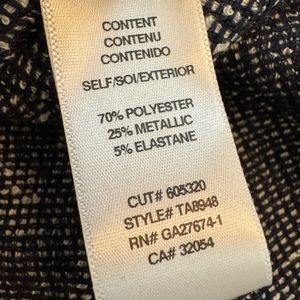 CONTENT
CONTENU
CONTENIDO
SELF/SOI/EXTERIOR
70% POLYESTER
25% METALLIC
5% ELASTANE
CUT# 605320
STYLE# TA8948
RN# GA27674-1
CA# 32054